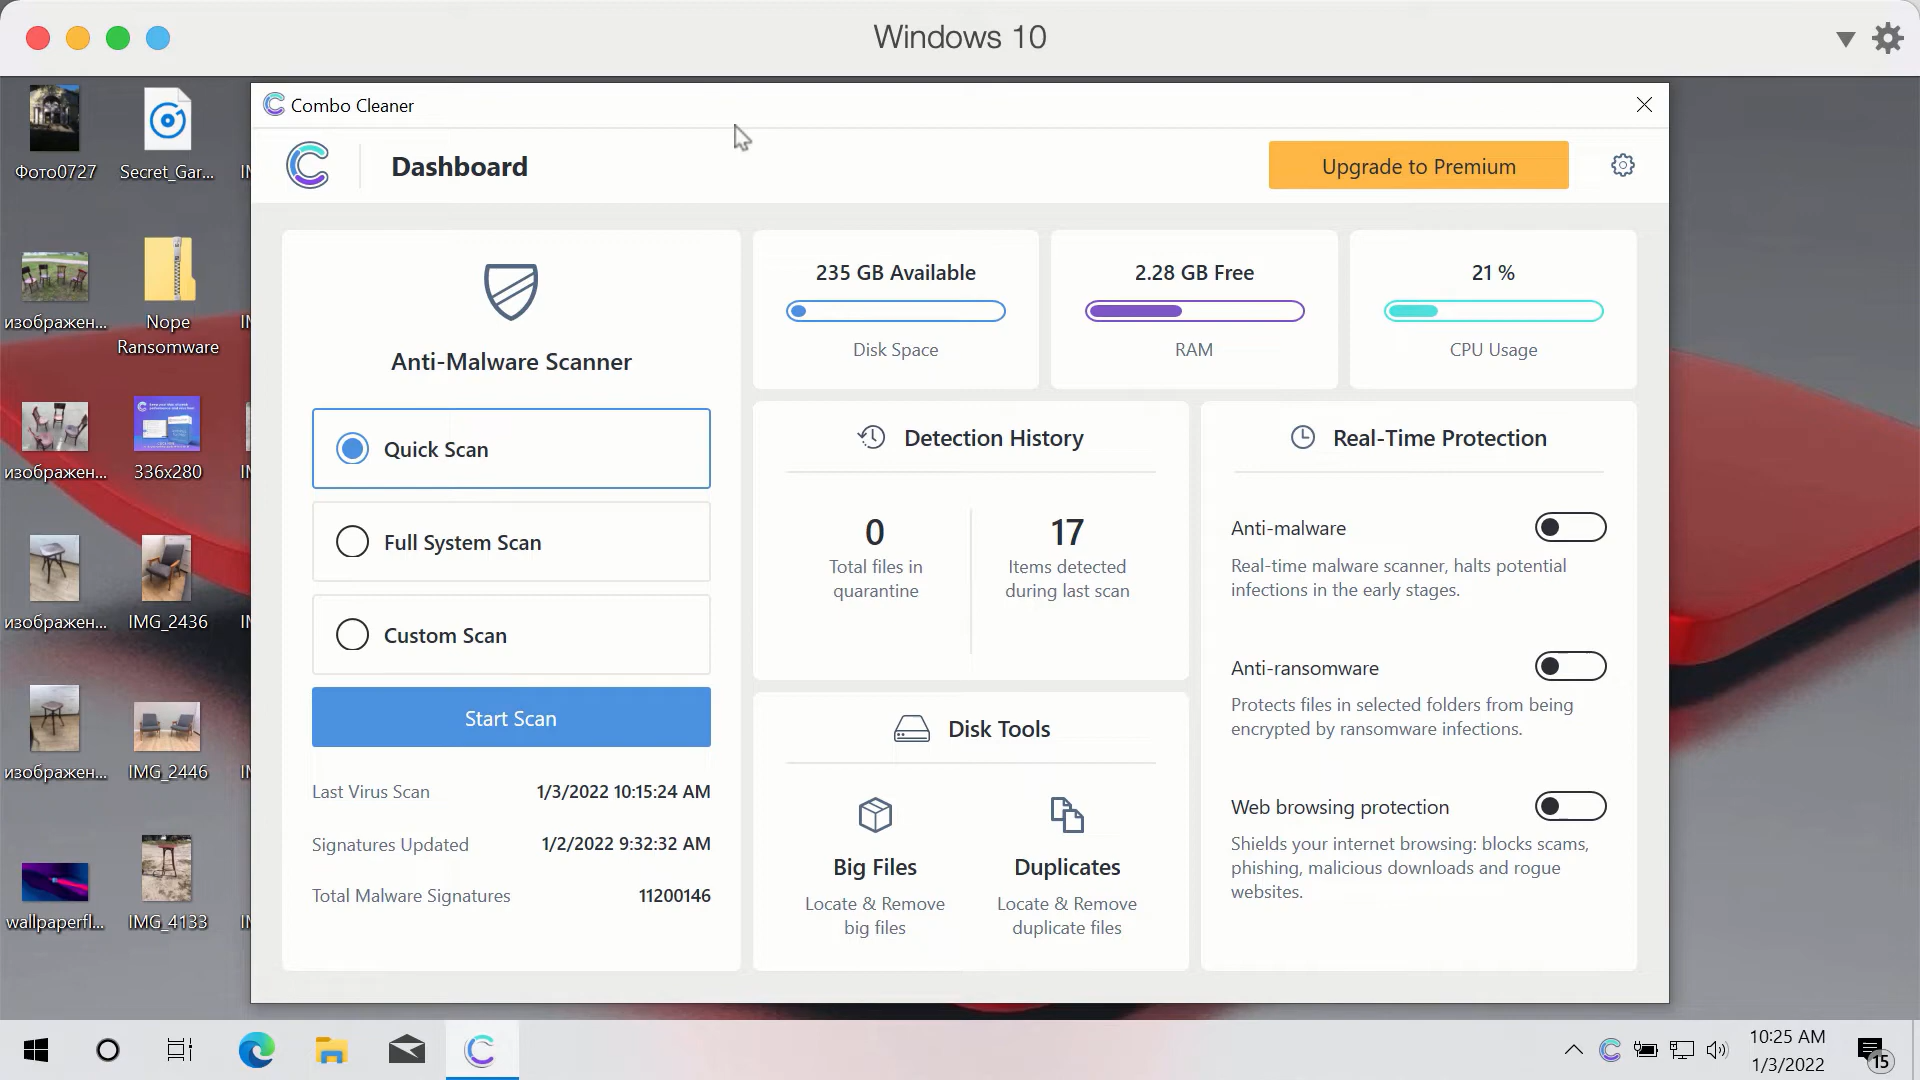 Windows 10
Фото0727
Secret_Gar...
изображен...
Nope
Ransomware
изображен...
336x280
изображен...
IMG_2436
изображен...
IMG_2446
wallpaperfl...
IMG_4133
Combo Cleaner
Dashboard
Upgrade to Premium
Anti-Malware Scanner
Quick Scan
Full System Scan
Custom Scan
Start Scan
Last Virus Scan 1/3/2022 10:15:24 AM
Signatures Updated 1/2/2022 9:32:32 AM
Total Malware Signatures 11200146
235 GB Available
Disk Space
2.28 GB Free
RAM
21 %
CPU Usage
Detection History
0
Total files in
quarantine
17
Items detected
during last scan
Disk Tools
Big Files
Locate & Remove
big files
Duplicates
Locate & Remove
duplicate files
Real-Time Protection
Anti-malware
Real-time malware scanner, halts potential
infections in the early stages.
Anti-ransomware
Protects files in selected folders from being
encrypted by ransomware infections.
Web browsing protection
Shields your internet browsing: blocks scams,
phishing, malicious downloads and rogue
websites.
10:25 AM
1/3/2022
15